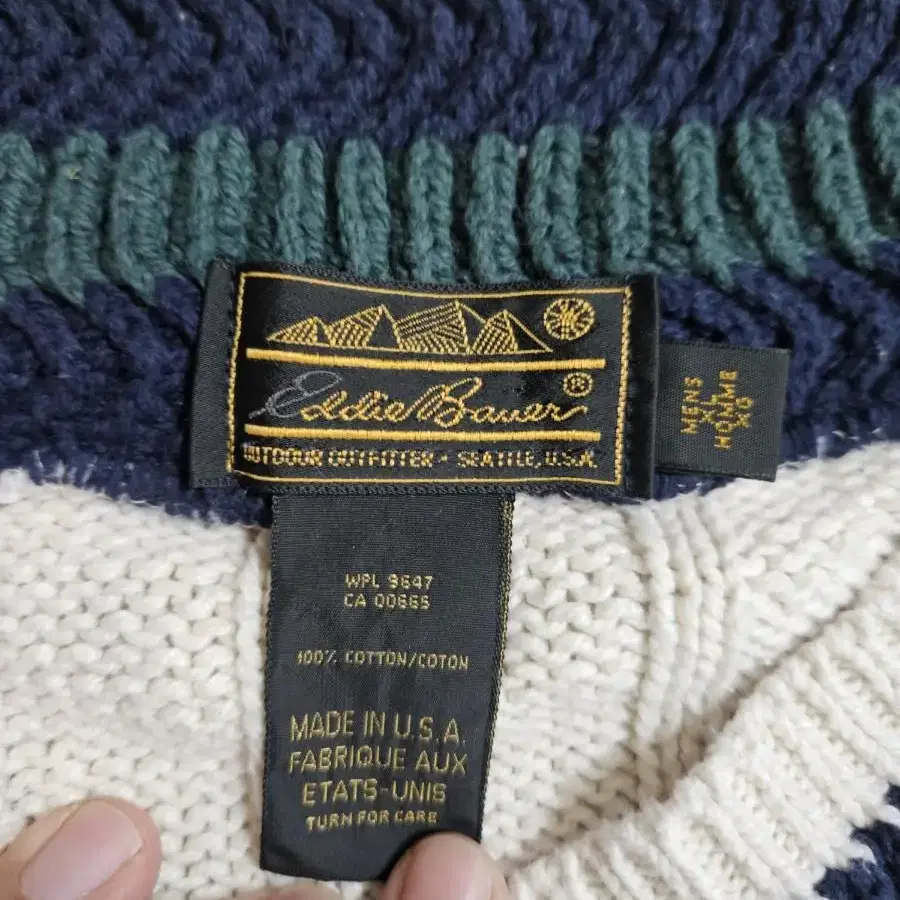 Eddie Bauer®
OUTDOOR OUTFITTER - SEATTLE, U.S.A.
MENS
XL
HOMME
XG
WPL 9647
CA 00665
100% COTTON/COTON
MADE IN U.S.A.
FABRIQUE AUX
ETATS-UNIS
TURN FOR CARE